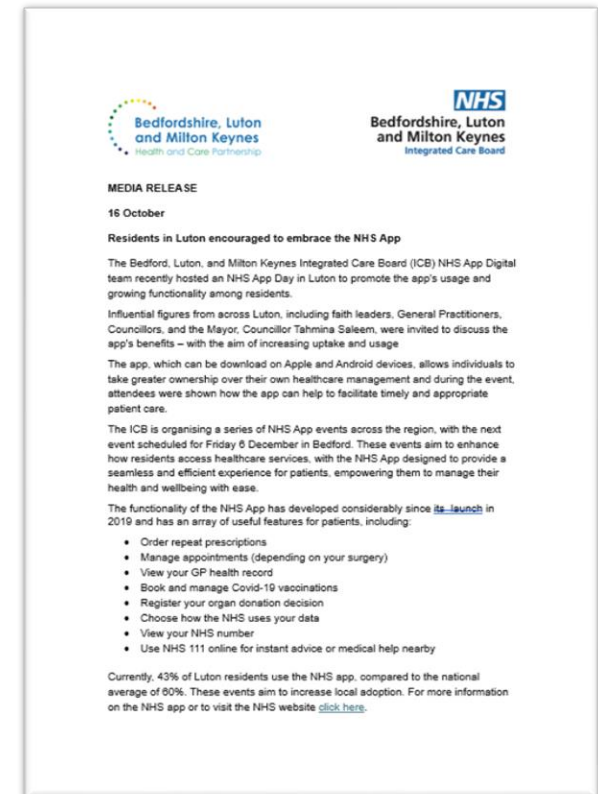 Bedfordshire, Luton
and Milton Keynes
Health and Care Partnership
NHS
Bedfordshire, Luton
and Milton Keynes
Integrated Care Board
MEDIA RELEASE
16 October
Residents in Luton encouraged to embrace the NHS App
The Bedford, Luton, and Milton Keynes Integrated Care Board (ICB) NHS App Digital
team recently hosted an NHS App Day in Luton to promote the app's usage and
growing functionality among residents.
Influential figures from across Luton, including faith leaders, General Practitioners,
Councillors, and the Mayor, Councillor Tahmina Saleem, were invited to discuss the
app's benefits – with the aim of increasing uptake and usage
The app, which can be download on Apple and Android devices, allows individuals to
take greater ownership over their own healthcare management and during the event,
attendees were shown how the app can help to facilitate timely and appropriate
patient care.
The ICB is organising a series of NHS App events across the region, with the next
event scheduled for Friday 6 December in Bedford. These events aim to enhance
how residents access healthcare services, with the NHS App designed to provide a
seamless and efficient experience for patients, empowering them to manage their
health and wellbeing with ease.
The functionality of the NHS App has developed considerably since its launch in
2019 and has an array of useful features for patients, including:
• Order repeat prescriptions
• Manage appointments (depending on your surgery)
• View your GP health record
• Book and manage Covid-19 vaccinations
• Register your organ donation decision
• Choose how the NHS uses your data
• View your NHS number
• Use NHS 111 online for instant advice or medical help nearby
Currently, 43% of Luton residents use the NHS app, compared to the national
average of 60%. These events aim to increase local adoption. For more information
on the NHS app or to visit the NHS website click here.